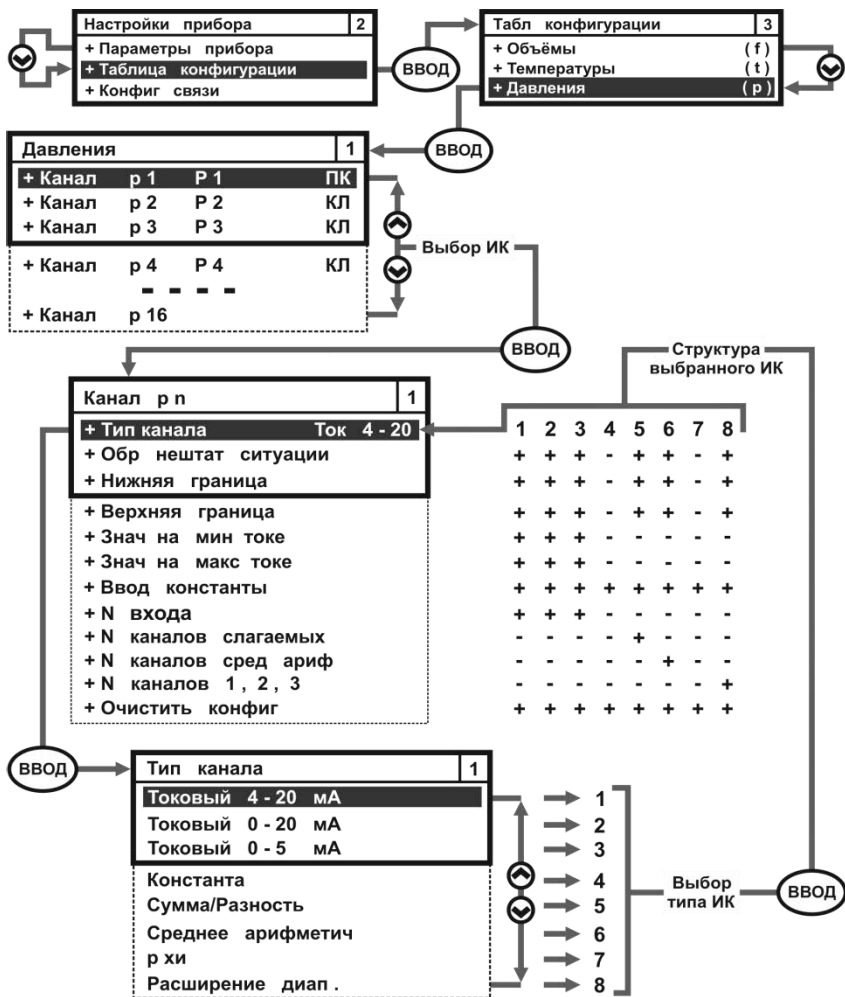 Настройки прибора 2
+ Параметры прибора
+ Таблица конфигурации
+ Конфиг связи
ВВОД
Табл конфигурации 3
+ Объёмы ( f )
+ Температуры ( t )
+ Давления ( p )
ВВОД
Давления 1
+ Канал p 1 P 1 ПК
+ Канал p 2 P 2 КЛ
+ Канал p 3 P 3 КЛ
+ Канал p 4 P 4 КЛ
- - - -
+ Канал p 16
Выбор ИК
ВВОД
Структура
выбранного ИК
Канал p n 1
+ Тип канала Ток 4 - 20 1 2 3 4 5 6 7 8
+ Обр нештат ситуации + + + - + + - +
+ Нижняя граница + + + - + + - +
+ Верхняя граница + + + - + + - +
+ Знач на мин токе + + + - - - - -
+ Знач на макс токе + + + - - - - -
+ Ввод константы + + + + + + + +
+ N входа + + + - - - - -
+ N каналов слагаемых - - - - + - - -
+ N каналов сред ариф - - - - - + - -
+ N каналов 1 , 2 , 3 - - - - - - - +
+ Очистить конфиг + + + + + + + +
ВВОД
Тип канала 1
Токовый 4 - 20 мА 1
Токовый 0 - 20 мА 2
Токовый 0 - 5 мА 3
Константа 4
Сумма/Разность 5
Среднее арифметич 6
p хи 7
Расширение диап . 8
Выбор
типа ИК
ВВОД